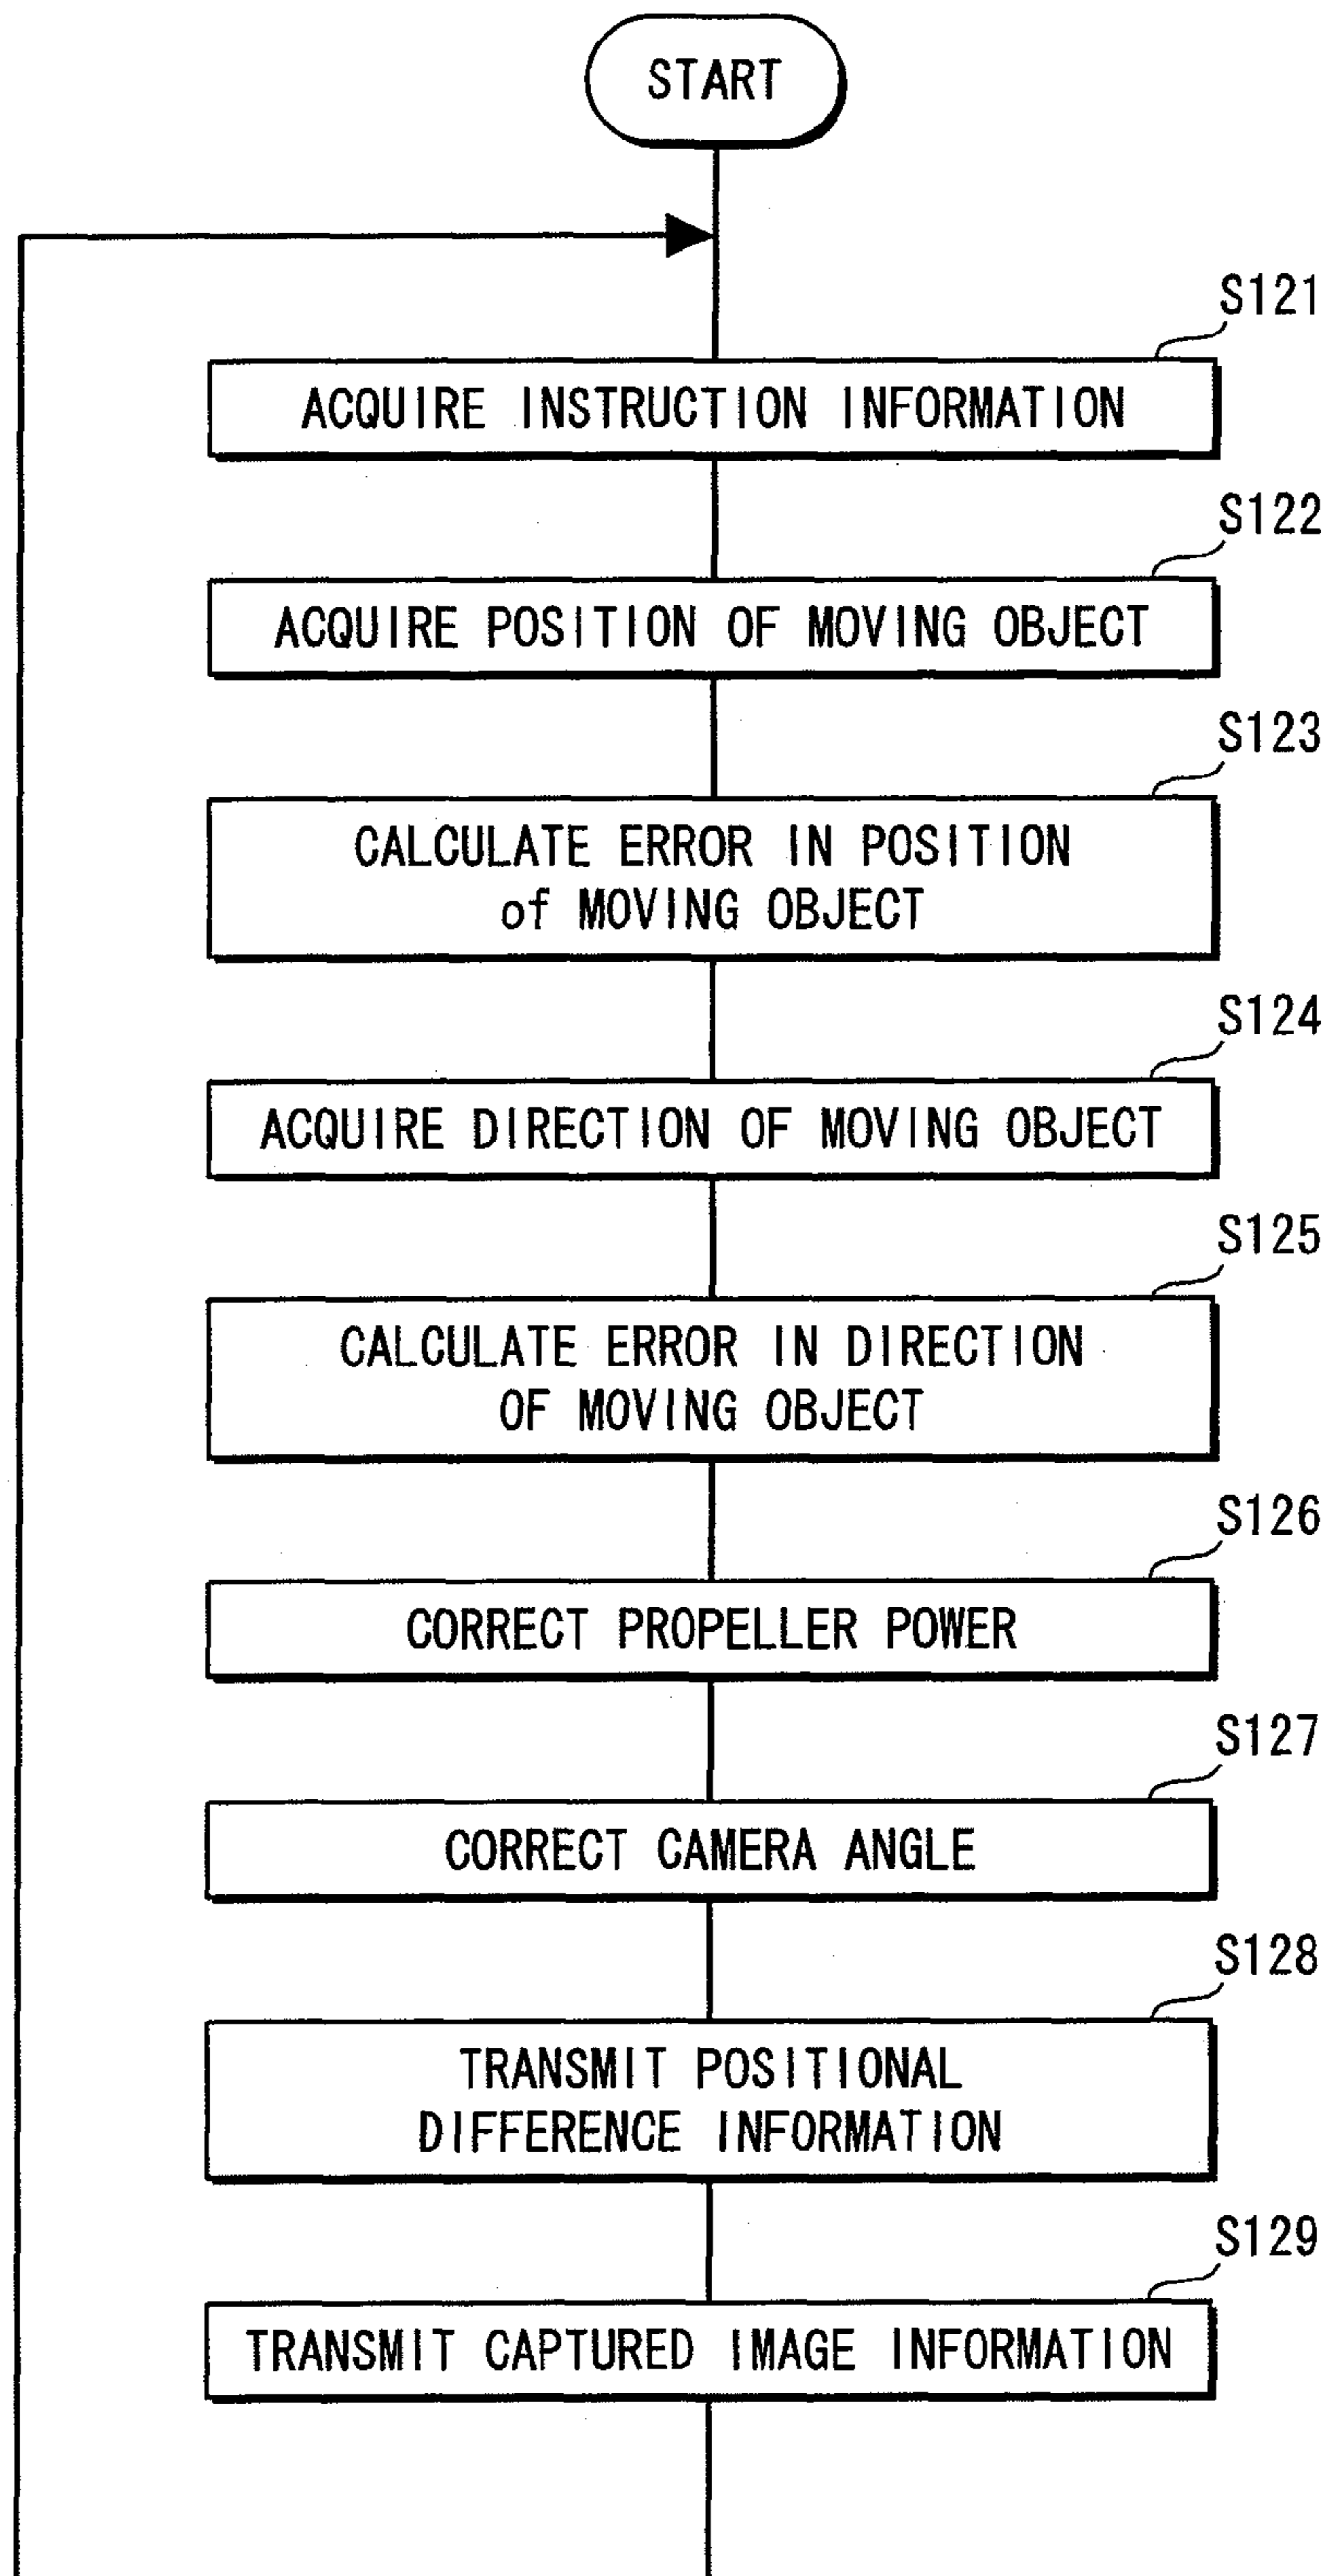 START
S121
ACQUIRE INSTRUCTION INFORMATION
S122
ACQUIRE POSITION OF MOVING OBJECT
S123
CALCULATE ERROR IN POSITION
of MOVING OBJECT
S124
ACQUIRE DIRECTION OF MOVING OBJECT
S125
CALCULATE ERROR IN DIRECTION
OF MOVING OBJECT
S126
CORRECT PROPELLER POWER
S127
CORRECT CAMERA ANGLE
S128
TRANSMIT POSITIONAL
DIFFERENCE INFORMATION
S129
TRANSMIT CAPTURED IMAGE INFORMATION